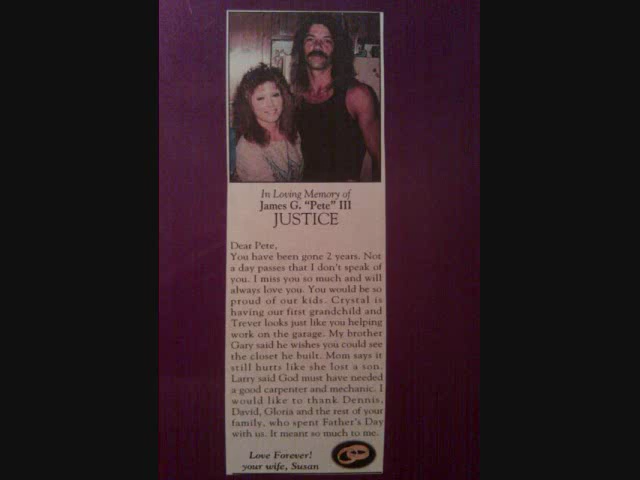 In Loving Memory of
James G. "Pete" III
JUSTICE
Dear Pete,
You have been gone 2 years. Not
a day passes that I don't speak of
you. I miss you so much and will
always love you. You would be so
proud of our kids. Crystal is
having our first grandchild and
Trever looks just like you helping
work on the garage. My brother
Gary said he wishes you could see
the closet he built. Mom says it
still hurts like she lost a son.
Larry said God must have needed
a good carpenter and mechanic. I
would like to thank Dennis,
David, Gloria and the rest of your
family, who spent Father's Day
with us. It meant so much to me.
Love Forever!
your wife, Susan